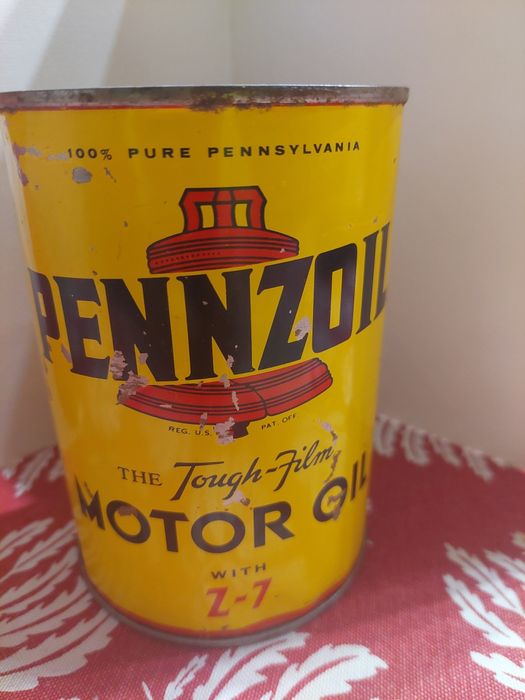 100% PURE PENNSYLVANIA
PENNZOIL
REG. U.S. PAT. OFF.
THE Tough-Film
MOTOR OIL
WITH
Z-7